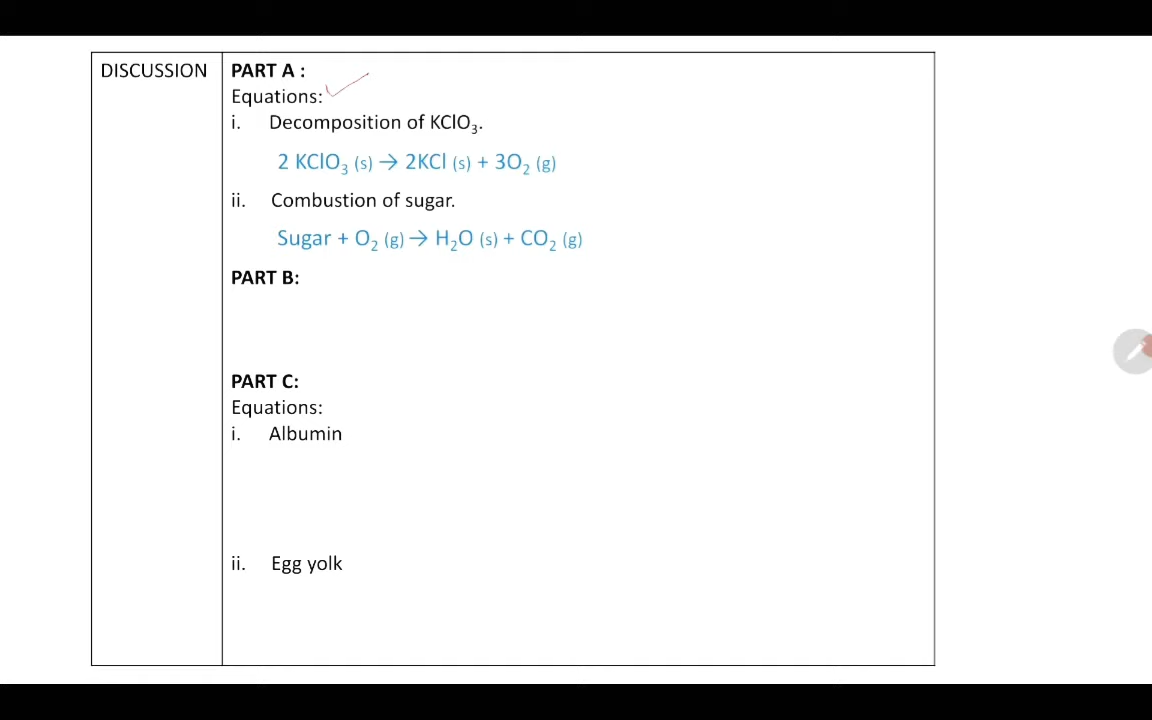 DISCUSSION
PART A :
Equations:
i. Decomposition of KClO₃.
2 KClO₃ (s) → 2KCl (s) + 3O₂ (g)
ii. Combustion of sugar.
Sugar + O₂ (g) → H₂O (s) + CO₂ (g)
PART B:
PART C:
Equations:
i. Albumin
ii. Egg yolk